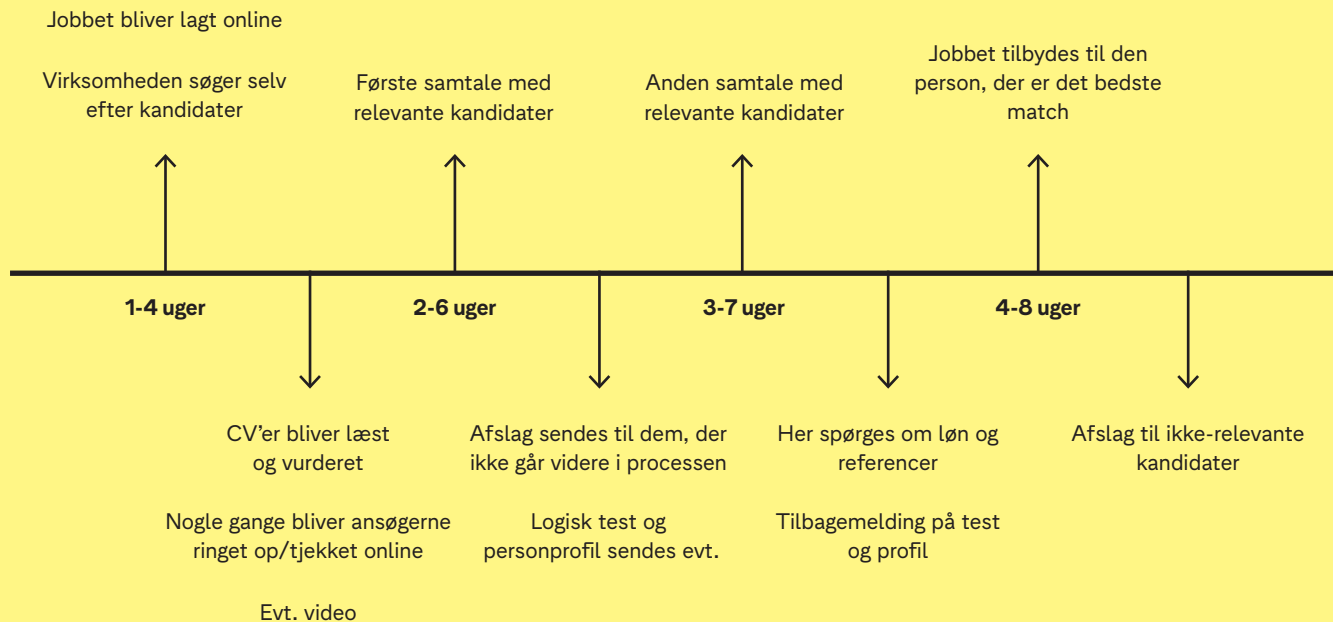 Jobbet bliver lagt online
Virksomheden søger selv
efter kandidater
Første samtale med
relevante kandidater
Anden samtale med
relevante kandidater
Jobbet tilbydes til den
person, der er det bedste
match
1-4 uger
2-6 uger
3-7 uger
4-8 uger
CV’er bliver læst
og vurderet
Nogle gange bliver ansøgerne
ringet op/tjekket online
Evt. video
Afslag sendes til dem, der
ikke går videre i processen
Logisk test og
personprofil sendes evt.
Her spørges om løn og
referencer
Tilbagemelding på test
og profil
Afslag til ikke-relevante
kandidater